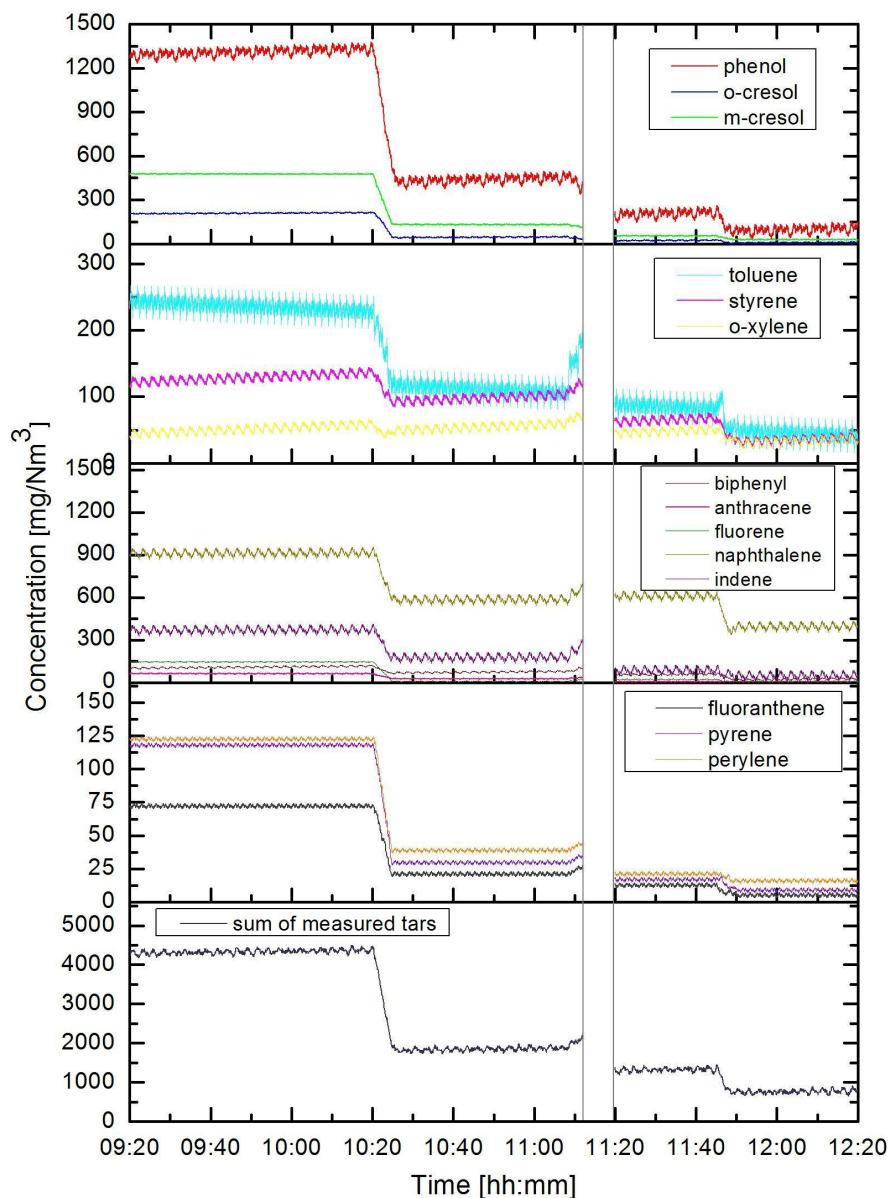 1500
1200
900
600
300
0
phenol
o-cresol
m-cresol
300
200
100
0
toluene
styrene
o-xylene
1500
1200
900
600
300
0
biphenyl
anthracene
fluorene
naphthalene
indene
150
125
100
75
50
25
0
fluoranthene
pyrene
perylene
5000
4000
3000
2000
1000
0
sum of measured tars
Concentration [mg/Nm³]
09:20 09:40 10:00 10:20 10:40 11:00 11:20 11:40 12:00 12:20
Time [hh:mm]